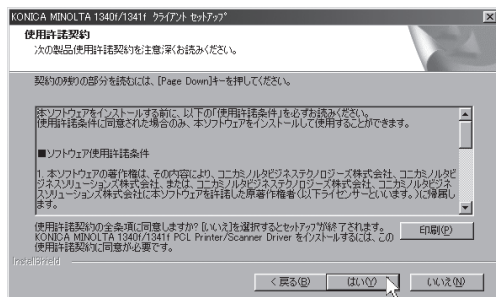 KONICA MINOLTA 1340f/1341f ｸﾗｲｱﾝﾄ ｾｯﾄｱｯﾌﾟ
使用許諾契約
次の製品使用許諾契約を注意深くお読みください。
契約の残りの部分を読むには、[Page Down]キーを押してください。
本ソフトウェアをインストールする前に、以下の「使用許諾条件」を必ずお読みください。
使用許諾条件に同意された場合のみ、本ソフトウェアをインストールして使用することができます。
■ソフトウェア使用許諾条件
1. 本ソフトウェアの著作権は、その内容により、コニカミノルタビジネステクノロジーズ株式会社、コニカミノルタビ
ジネスソリューションズ株式会社、または、コニカミノルタビジネステクノロジーズ株式会社、コニカミノルタビジネ
スソリューションズ株式会社に本ソフトウェアを許諾した原著作権者(以下ライセンサーといいます。)に帰属し
ます。
使用許諾契約の全条項に同意しますか? [いいえ]を選択するとセットアップが終了されます。
KONICA MINOLTA 1340f/1341f PCL Printer/Scanner Driver をインストールするには、この
使用許諾契約に同意が必要です。
印刷(P)
InstallShield
< 戻る(B)
はい(Y)
いいえ(N)